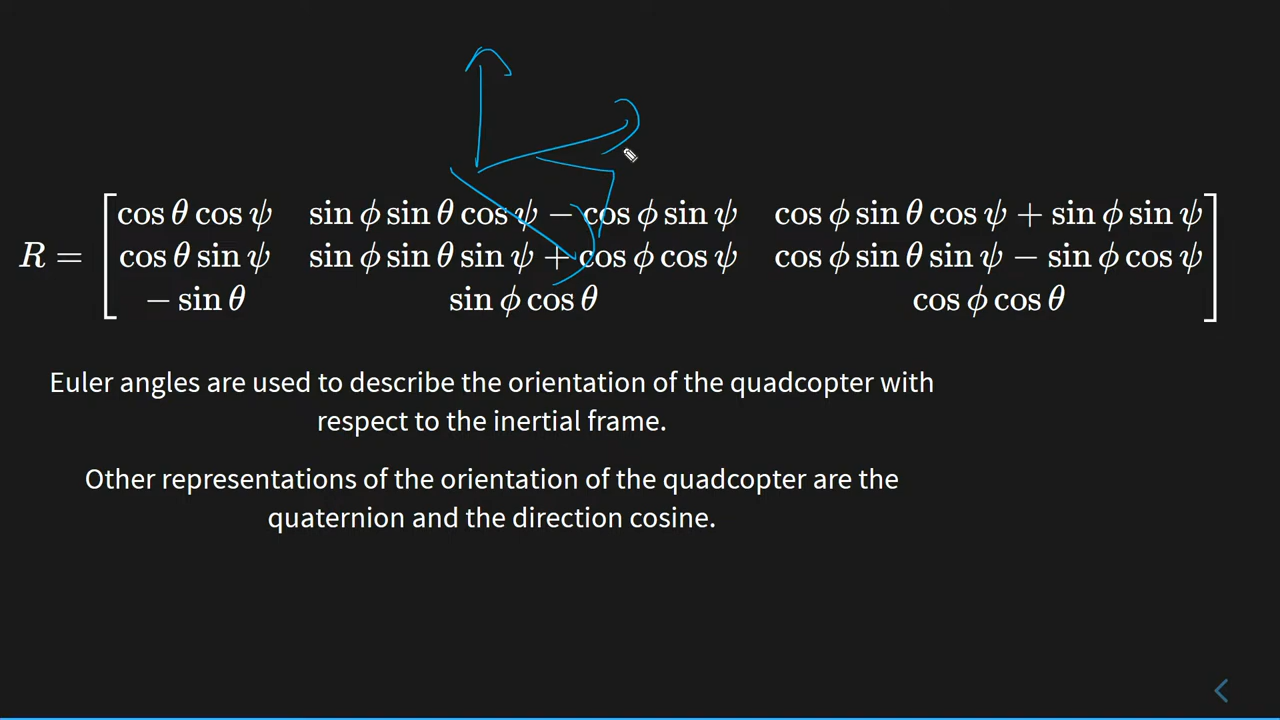 cos θ cos ψ sin ϕ sin θ cos ψ − cos ϕ sin ψ cos ϕ sin θ cos ψ + sin ϕ sin ψ
R = cos θ sin ψ sin ϕ sin θ sin ψ + cos ϕ cos ψ cos ϕ sin θ sin ψ − sin ϕ cos ψ
− sin θ sin ϕ cos θ cos ϕ cos θ
Euler angles are used to describe the orientation of the quadcopter with
respect to the inertial frame.
Other representations of the orientation of the quadcopter are the
quaternion and the direction cosine.